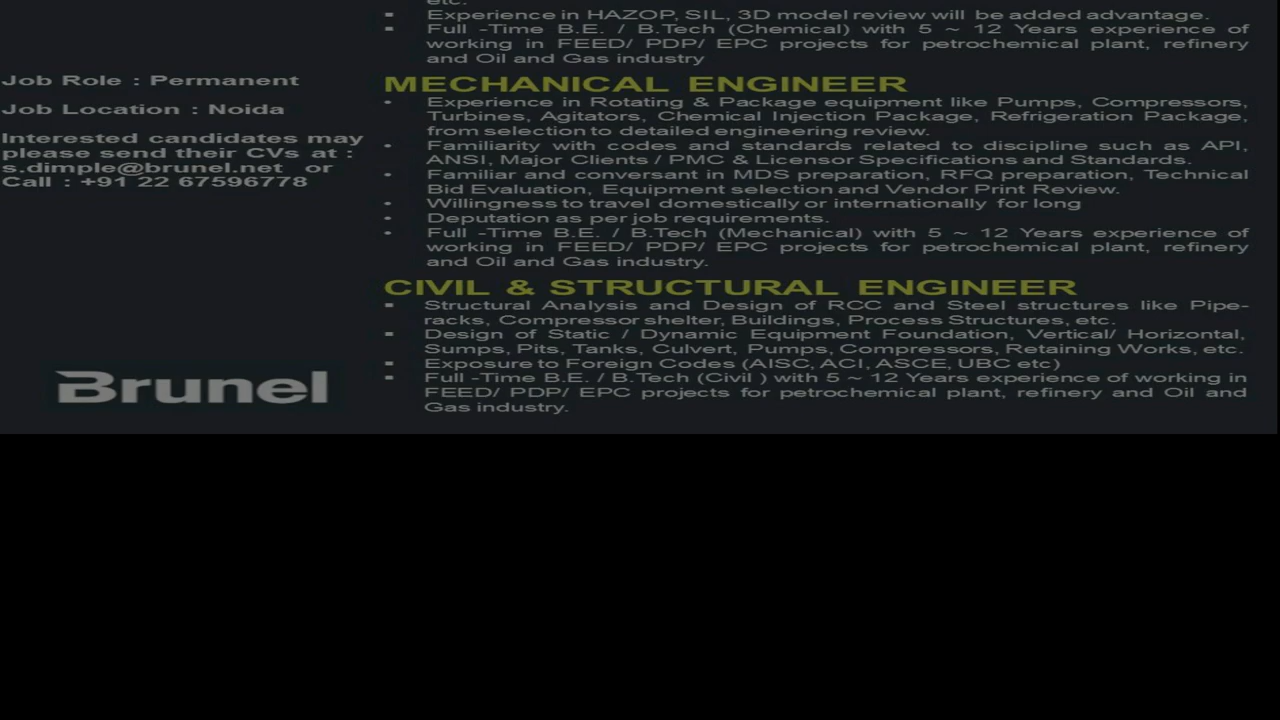 etc.
Experience in HAZOP, SIL, 3D model review will be added advantage.
Full -Time B.E. / B.Tech (Chemical) with 5 ~ 12 Years experience of
working in FEED/ PDP/ EPC projects for petrochemical plant, refinery
and Oil and Gas industry
Job Role : Permanent
Job Location : Noida
Interested candidates may
please send their CVs at :
s.dimple@brunel.net or
Call : +91 22 67596778
MECHANICAL ENGINEER
Experience in Rotating & Package equipment like Pumps, Compressors,
Turbines, Agitators, Chemical Injection Package, Refrigeration Package,
from selection to detailed engineering review.
Familiarity with codes and standards related to discipline such as API,
ANSI, Major Clients / PMC & Licensor Specifications and Standards.
Familiar and conversant in MDS preparation, RFQ preparation, Technical
Bid Evaluation, Equipment selection and Vendor Print Review.
Willingness to travel domestically or internationally for long
Deputation as per job requirements.
Full -Time B.E. / B.Tech (Mechanical) with 5 ~ 12 Years experience of
working in FEED/ PDP/ EPC projects for petrochemical plant, refinery
and Oil and Gas industry.
CIVIL & STRUCTURAL ENGINEER
Structural Analysis and Design of RCC and Steel structures like Pipe-
racks, Compressor shelter, Buildings, Process Structures, etc.
Design of Static / Dynamic Equipment Foundation, Vertical/ Horizontal,
Sumps, Pits, Tanks, Culvert, Pumps, Compressors, Retaining Works, etc.
Exposure to Foreign Codes (AISC, ACI, ASCE, UBC etc)
Full -Time B.E. / B.Tech (Civil ) with 5 ~ 12 Years experience of working in
FEED/ PDP/ EPC projects for petrochemical plant, refinery and Oil and
Gas industry.
Brunel